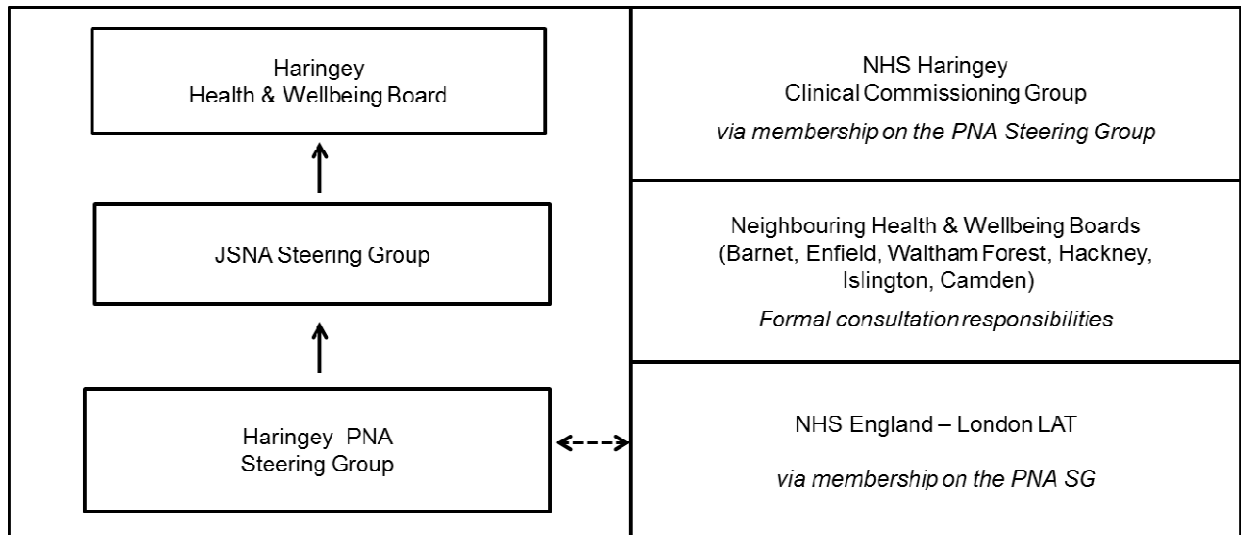 Haringey
Health & Wellbeing Board
JSNA Steering Group
Haringey PNA
Steering Group
NHS Haringey
Clinical Commissioning Group
via membership on the PNA Steering Group
Neighbouring Health & Wellbeing Boards
(Barnet, Enfield, Waltham Forest, Hackney,
Islington, Camden)
Formal consultation responsibilities
NHS England – London LAT
via membership on the PNA SG